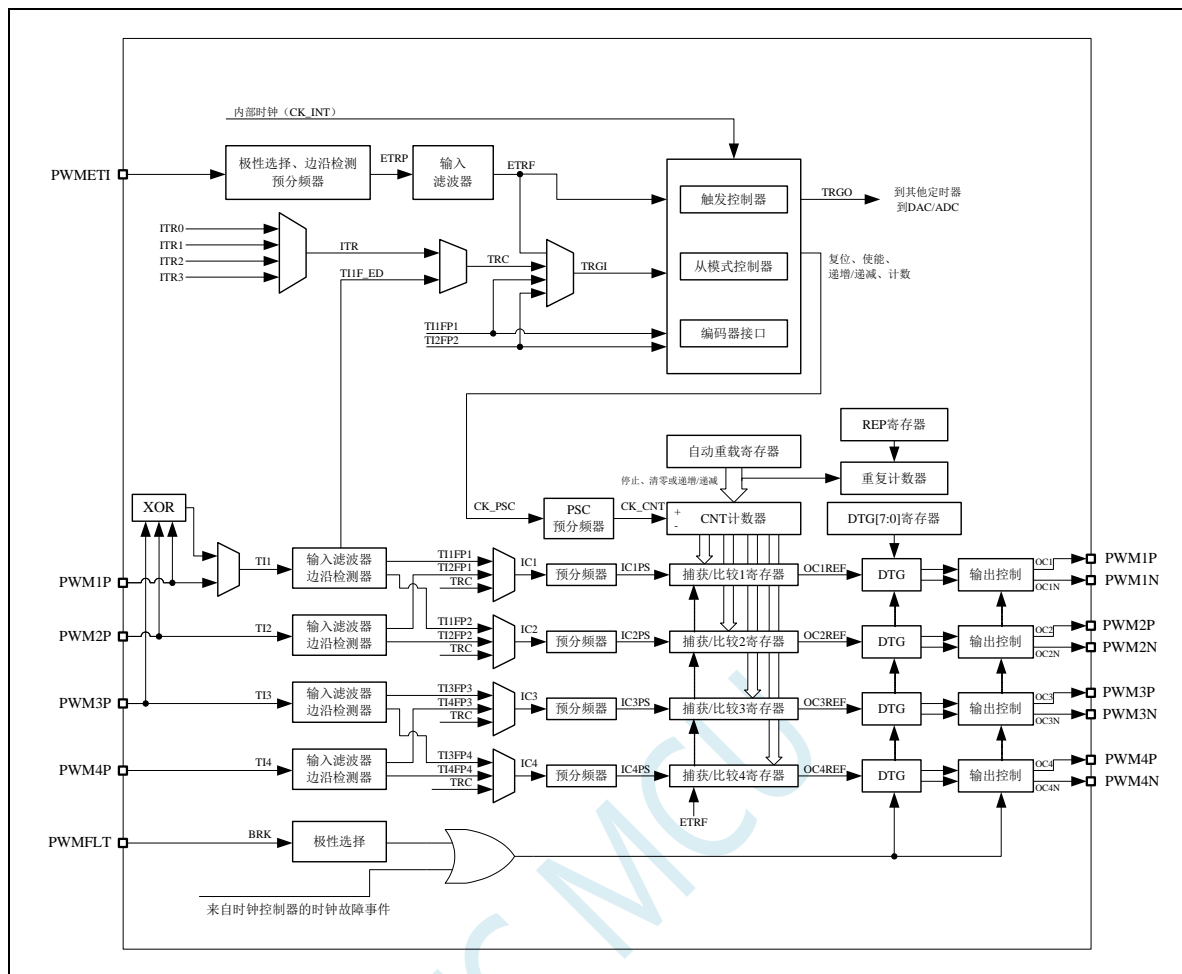 内部时钟（CK_INT）
PWMETI
极性选择、边沿检测
预分频器
ETRP
输入
滤波器
ETRF
触发控制器
TRGO
到其他定时器
到DAC/ADC
ITR0
ITR1
ITR2
ITR3
ITR
TI1F_ED
TRC
TRGI
从模式控制器
复位、使能、
递增/递减、计数
TI1FP1
TI2FP2
编码器接口
REP寄存器
自动重载寄存器
重复计数器
停止、清零或递增/递减
CK_PSC
PSC
预分频器
CK_CNT
+
-
CNT计数器
DTG[7:0]寄存器
XOR
PWM1P
TI1
输入滤波器
边沿检测器
TI1FP1
TI2FP1
TRC
IC1
预分频器
IC1PS
捕获/比较1寄存器
OC1REF
DTG
输出控制
OC1
OC1N
PWM1P
PWM1N
PWM2P
TI2
输入滤波器
边沿检测器
TI1FP2
TI2FP2
TRC
IC2
预分频器
IC2PS
捕获/比较2寄存器
OC2REF
DTG
输出控制
OC2
OC2N
PWM2P
PWM2N
PWM3P
TI3
输入滤波器
边沿检测器
TI3FP3
TI4FP3
TRC
IC3
预分频器
IC3PS
捕获/比较3寄存器
OC3REF
DTG
输出控制
OC3
OC3N
PWM3P
PWM3N
PWM4P
TI4
输入滤波器
边沿检测器
TI3FP4
TI4FP4
TRC
IC4
预分频器
IC4PS
捕获/比较4寄存器
OC4REF
DTG
输出控制
OC4
OC4N
PWM4P
PWM4N
ETRF
PWMFLT
BRK
极性选择
来自时钟控制器的时钟故障事件
MCU